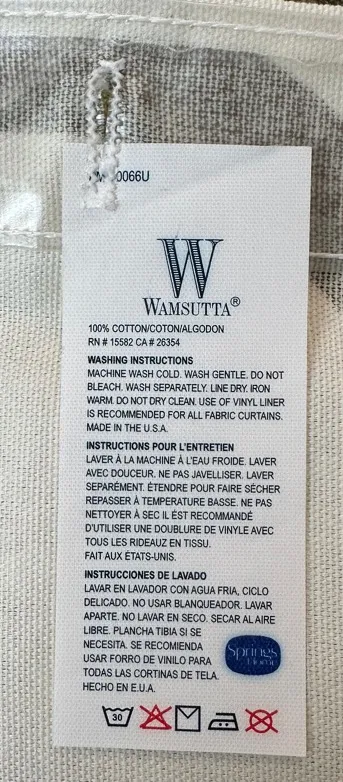 0066U
W
WAMSUTTA®
100% COTTON/COTON/ALGODON
RN # 15582 CA # 26354
WASHING INSTRUCTIONS
MACHINE WASH COLD. WASH GENTLE. DO NOT
BLEACH. WASH SEPARATELY. LINE DRY. IRON
WARM. DO NOT DRY CLEAN. USE OF VINYL LINER
IS RECOMMENDED FOR ALL FABRIC CURTAINS.
MADE IN THE U.S.A.
INSTRUCTIONS POUR L'ENTRETIEN
LAVER À LA MACHINE À L'EAU FROIDE. LAVER
AVEC DOUCEUR. NE PAS JAVELLISER. LAVER
SEPARÉMENT. ÉTENDRE POUR FAIRE SÉCHER
REPASSER À TEMPERATURE BASSE. NE PAS
NETTOYER À SEC IL ÉST RECOMMANDÉ
D'UTILISER UNE DOUBLURE DE VINYLE AVEC
TOUS LES RIDEAUZ EN TISSU.
FAIT AUX ÉTATS-UNIS.
INSTRUCCIONES DE LAVADO
LAVAR EN LAVADOR CON AGUA FRIA, CICLO
DELICADO. NO USAR BLANQUEADOR. LAVAR
APARTE. NO LAVAR EN SECO. SECAR AL AIRE
LIBRE. PLANCHA TIBIA SI SE
NECESITA. SE RECOMIENDA
USAR FORRO DE VINILO PARA
TODAS LAS CORTINAS DE TELA.
HECHO EN E.U.A.
Springs
Home
30